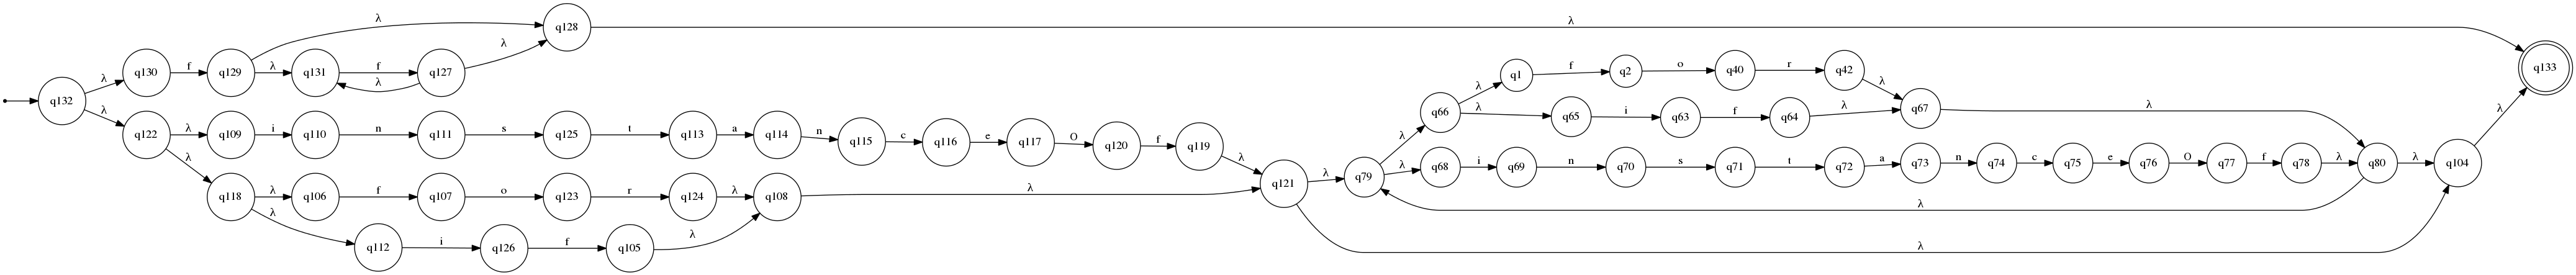 λ λ
q128
λ
q130 f q129 λ q131 f q127
λ
λ
q132
λ
λ
q122 λ q109 i q110 n q111 s q125 t q113 a q114 n q115 c q116 e q117 O q120 f q119
λ
λ
q118 λ q106 f q107 o q123 r q124 λ q108
λ
λ
q112 i q126 f q105
λ
q121 λ q79
λ
q66
λ
q1 f q2 o q40 r q42
λ
λ
q65 i q63 f q64 λ q67
λ
λ
q68 i q69 n q70 s q71 t q72 a q73 n q74 c q75 e q76 O q77 f q78 λ q80 λ q104
λ
λ
λ
q133